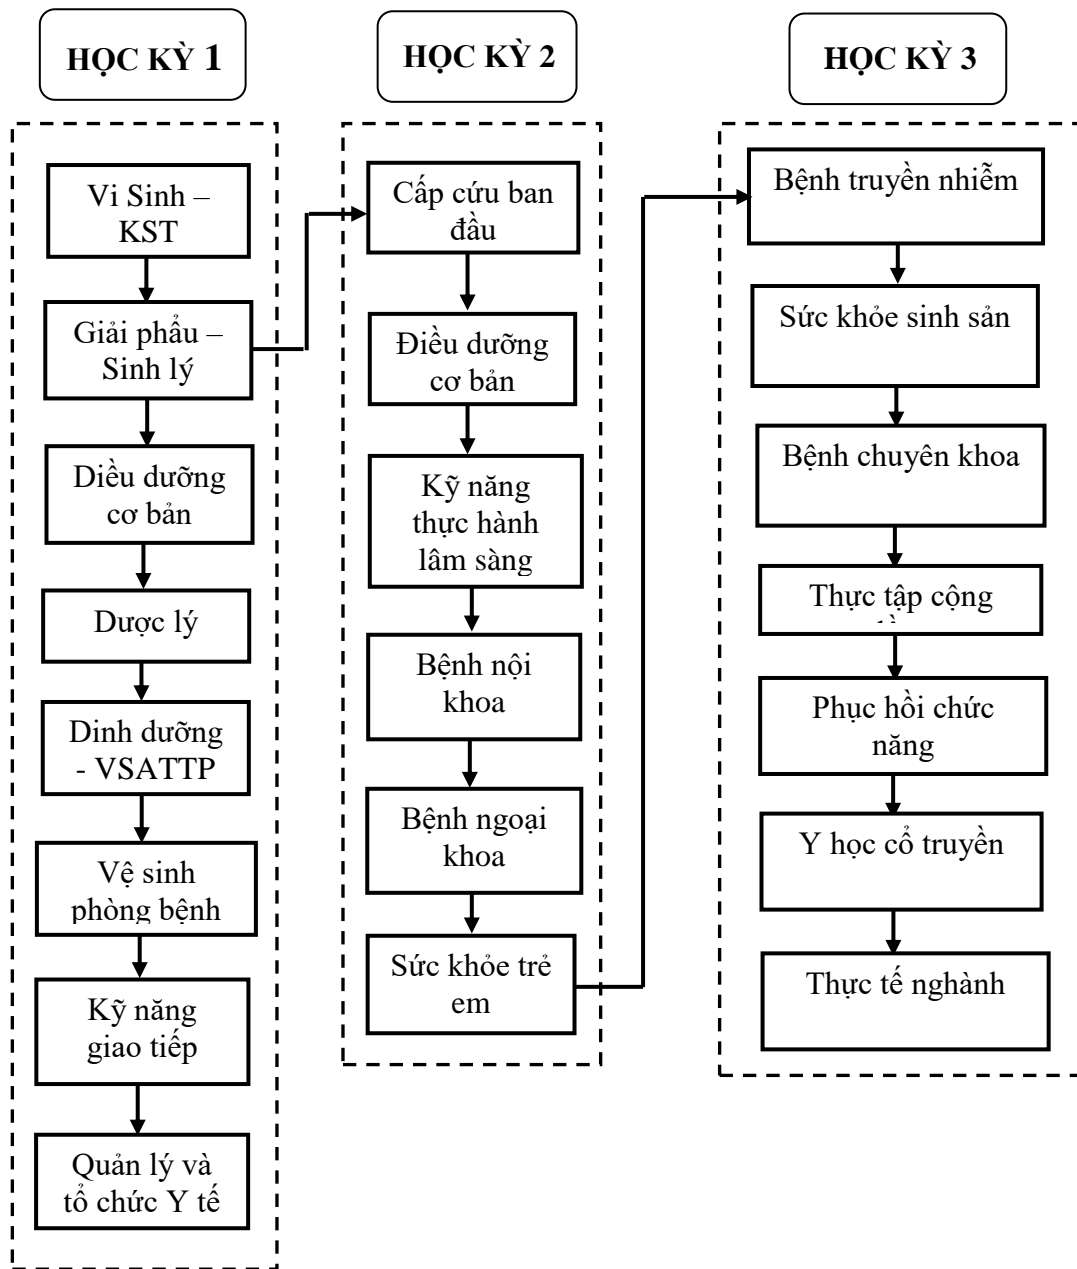 HỌC KỲ 1
HỌC KỲ 2
HỌC KỲ 3
Vi Sinh –
KST
Giải phẩu –
Sinh lý
Diều dưỡng
cơ bản
Dược lý
Dinh dưỡng
- VSATTP
Vệ sinh
phòng bệnh
Kỹ năng
giao tiếp
Quản lý và
tổ chức Y tế
Cấp cứu ban
đầu
Điều dưỡng
cơ bản
Kỹ năng
thực hành
lâm sàng
Bệnh nội
khoa
Bệnh ngoại
khoa
Sức khỏe trẻ
em
Bệnh truyền nhiễm
Sức khỏe sinh sản
Bệnh chuyên khoa
Thực tập cộng
Phục hồi chức
năng
Y học cổ truyền
Thực tế nghành